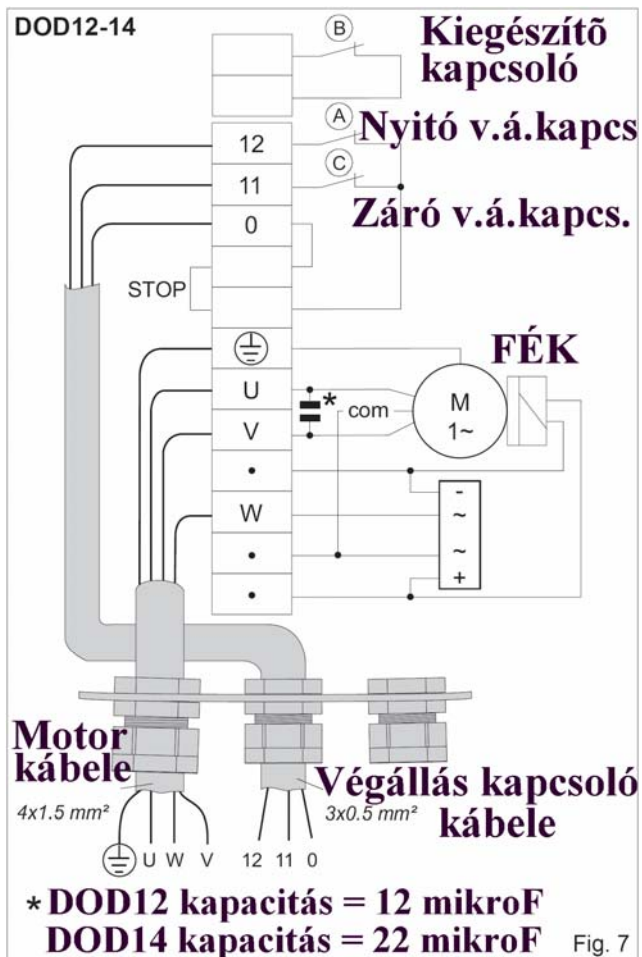 DOD12-14
B
Kiegészítõ
kapcsoló
A
Nyitó v.á.kapcs
12
C
11
Záró v.á.kapcs.
0
STOP
FÉK
U
*
com
M
1~
V
•
-
W
~
•
~
•
+
Motor
kábele
4x1.5 mm²
Végállás kapcsoló
3x0.5 mm²
kábele
U W V
12 11 0
* DOD12 kapacitás = 12 mikroF
DOD14 kapacitás = 22 mikroF
Fig. 7